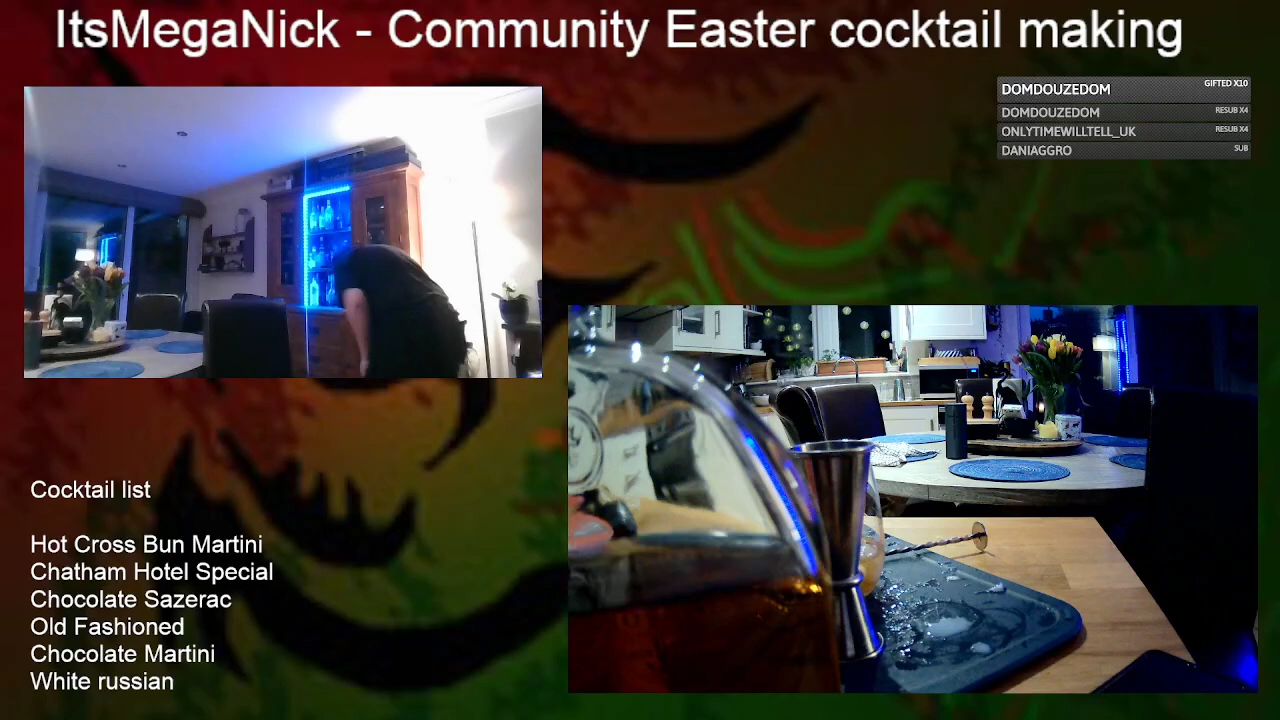 ItsMegaNick - Community Easter cocktail making
DOMDOUZEDOM GIFTED X10
DOMDOUZEDOM RESUB X4
ONLYTIMEWILLTELL_UK RESUB X4
DANIAGGRO SUB
Cocktail list
Hot Cross Bun Martini
Chatham Hotel Special
Chocolate Sazerac
Old Fashioned
Chocolate Martini
White russian